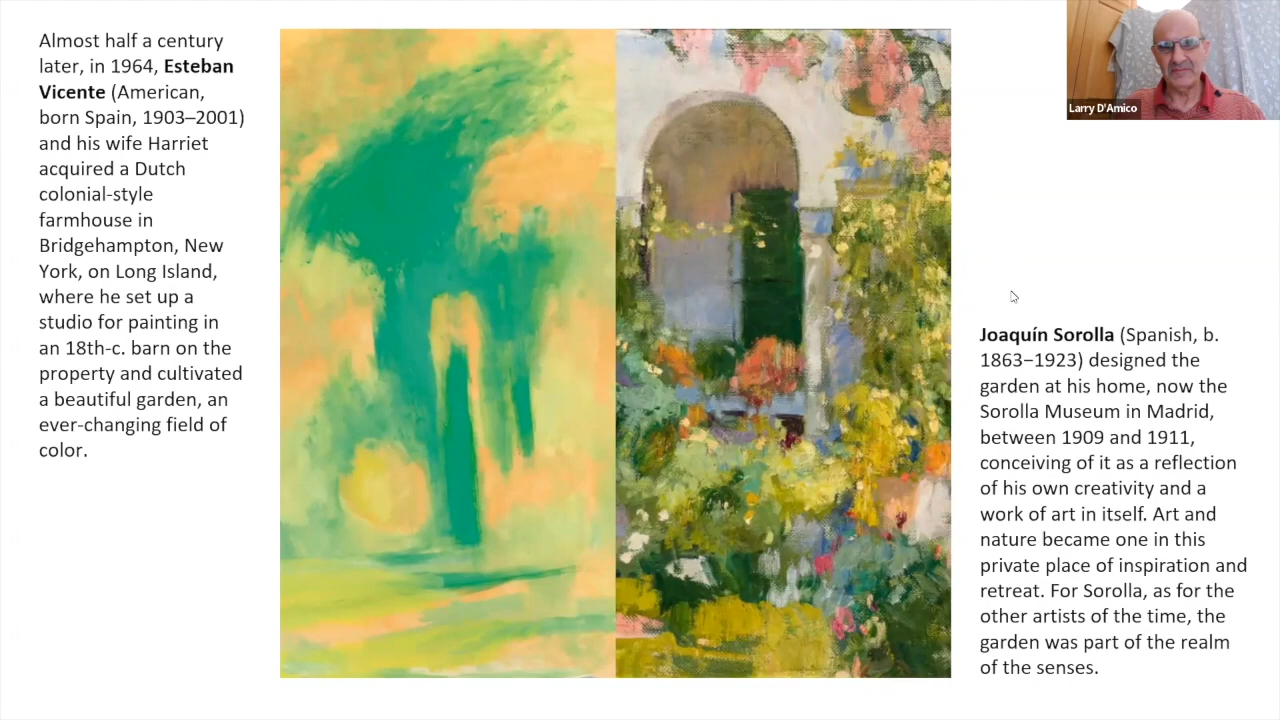 Almost half a century
later, in 1964, Esteban
Vicente (American,
born Spain, 1903–2001)
and his wife Harriet
acquired a Dutch
colonial-style
farmhouse in
Bridgehampton, New
York, on Long Island,
where he set up a
studio for painting in
an 18th-c. barn on the
property and cultivated
a beautiful garden, an
ever-changing field of
color.
Larry D'Amico
Joaquín Sorolla (Spanish, b.
1863–1923) designed the
garden at his home, now the
Sorolla Museum in Madrid,
between 1909 and 1911,
conceiving of it as a reflection
of his own creativity and a
work of art in itself. Art and
nature became one in this
private place of inspiration and
retreat. For Sorolla, as for the
other artists of the time, the
garden was part of the realm
of the senses.